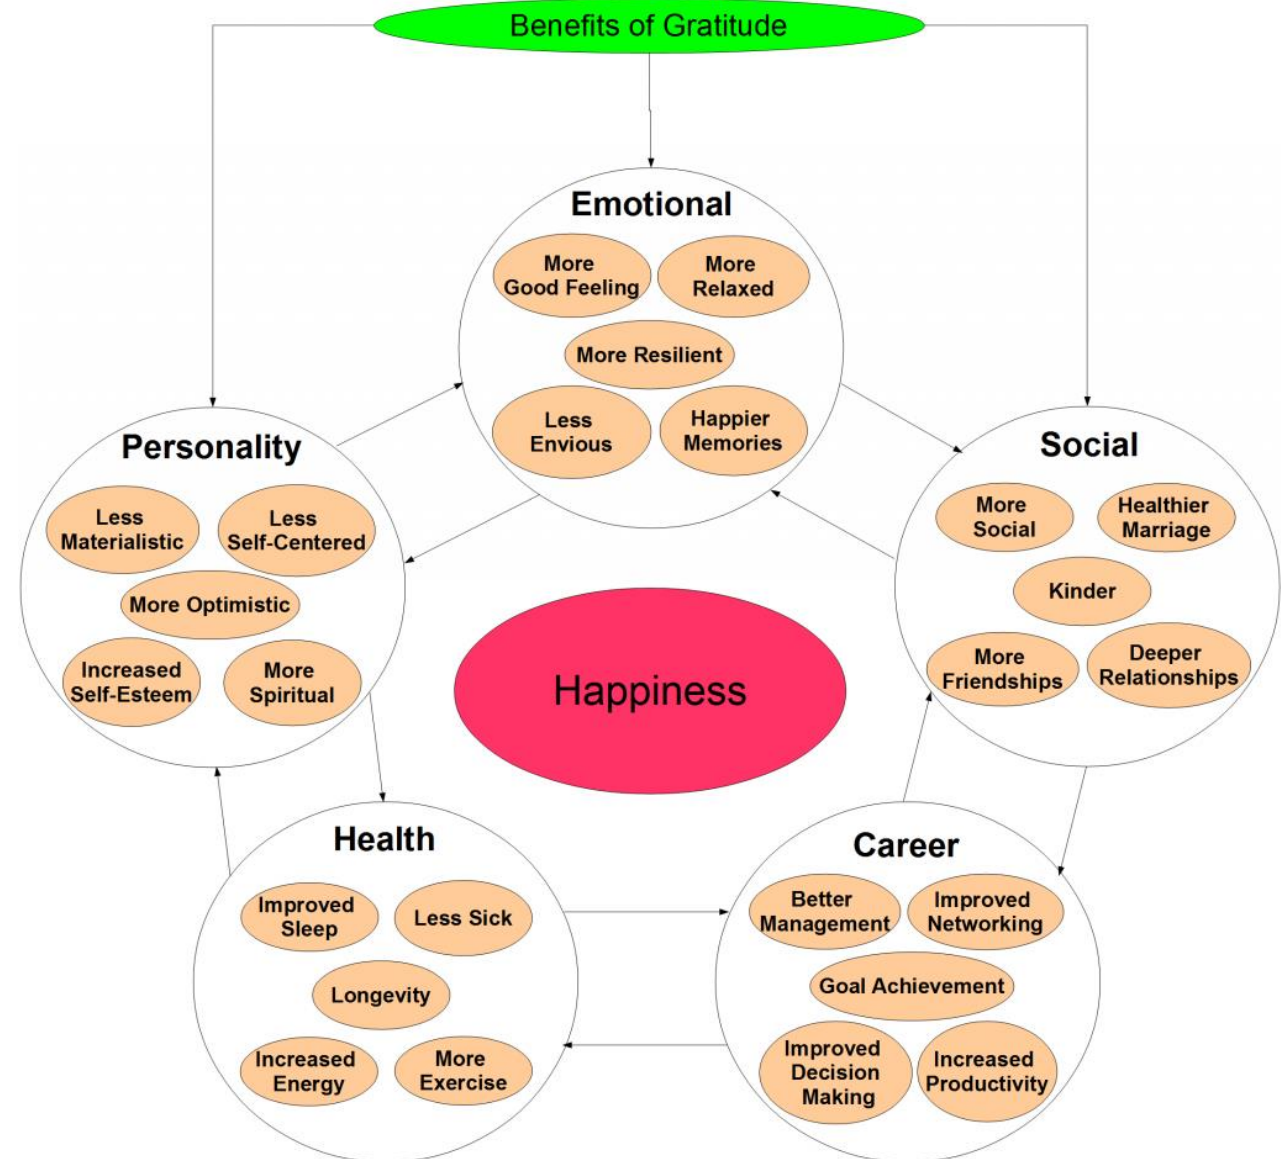 Benefits of Gratitude
Emotional
More
Good Feeling
More
Relaxed
More Resilient
Less
Envious
Happier
Memories
Personality
Less
Materialistic
Less
Self-Centered
More Optimistic
Increased
Self-Esteem
More
Spiritual
Social
More
Social
Healthier
Marriage
Kinder
More
Friendships
Deeper
Relationships
Happiness
Health
Improved
Sleep
Less Sick
Longevity
Increased
Energy
More
Exercise
Career
Better
Management
Improved
Networking
Goal Achievement
Improved
Decision
Making
Increased
Productivity